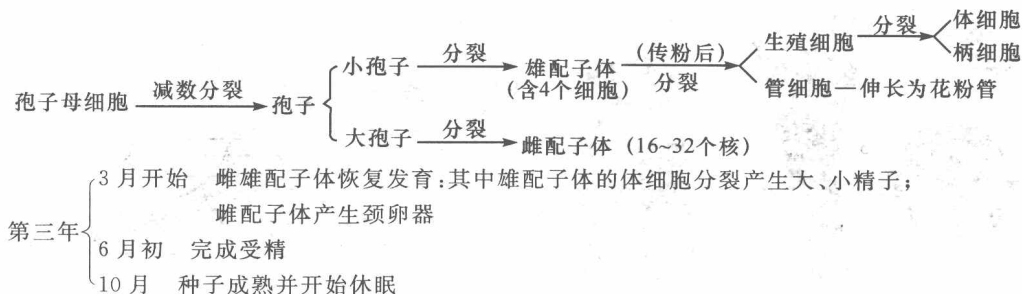 孢子母细胞 减数分裂 孢子
小孢子 分裂 雄配子体 (传粉后) 分裂 生殖细胞 分裂 体细胞
柄细胞
(含4个细胞) 管细胞—伸长为花粉管
大孢子 分裂 雌配子体 (16~32个核)
第三年
3月开始 雌雄配子体恢复发育:其中雄配子体的体细胞分裂产生大、小精子;
雌配子体产生颈卵器
6月初 完成受精
10月 种子成熟并开始休眠